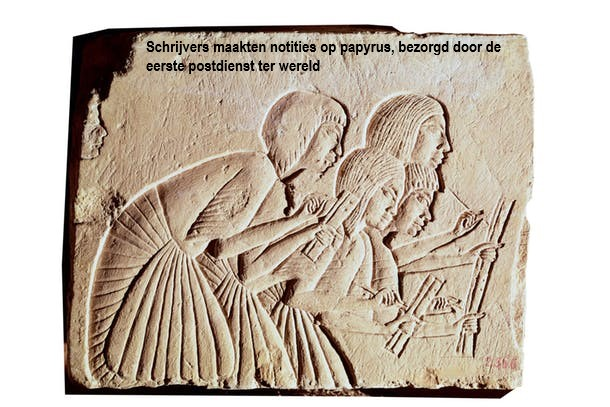 Schrijvers maakten notities op papyrus, bezorgd door de
eerste postdienst ter wereld